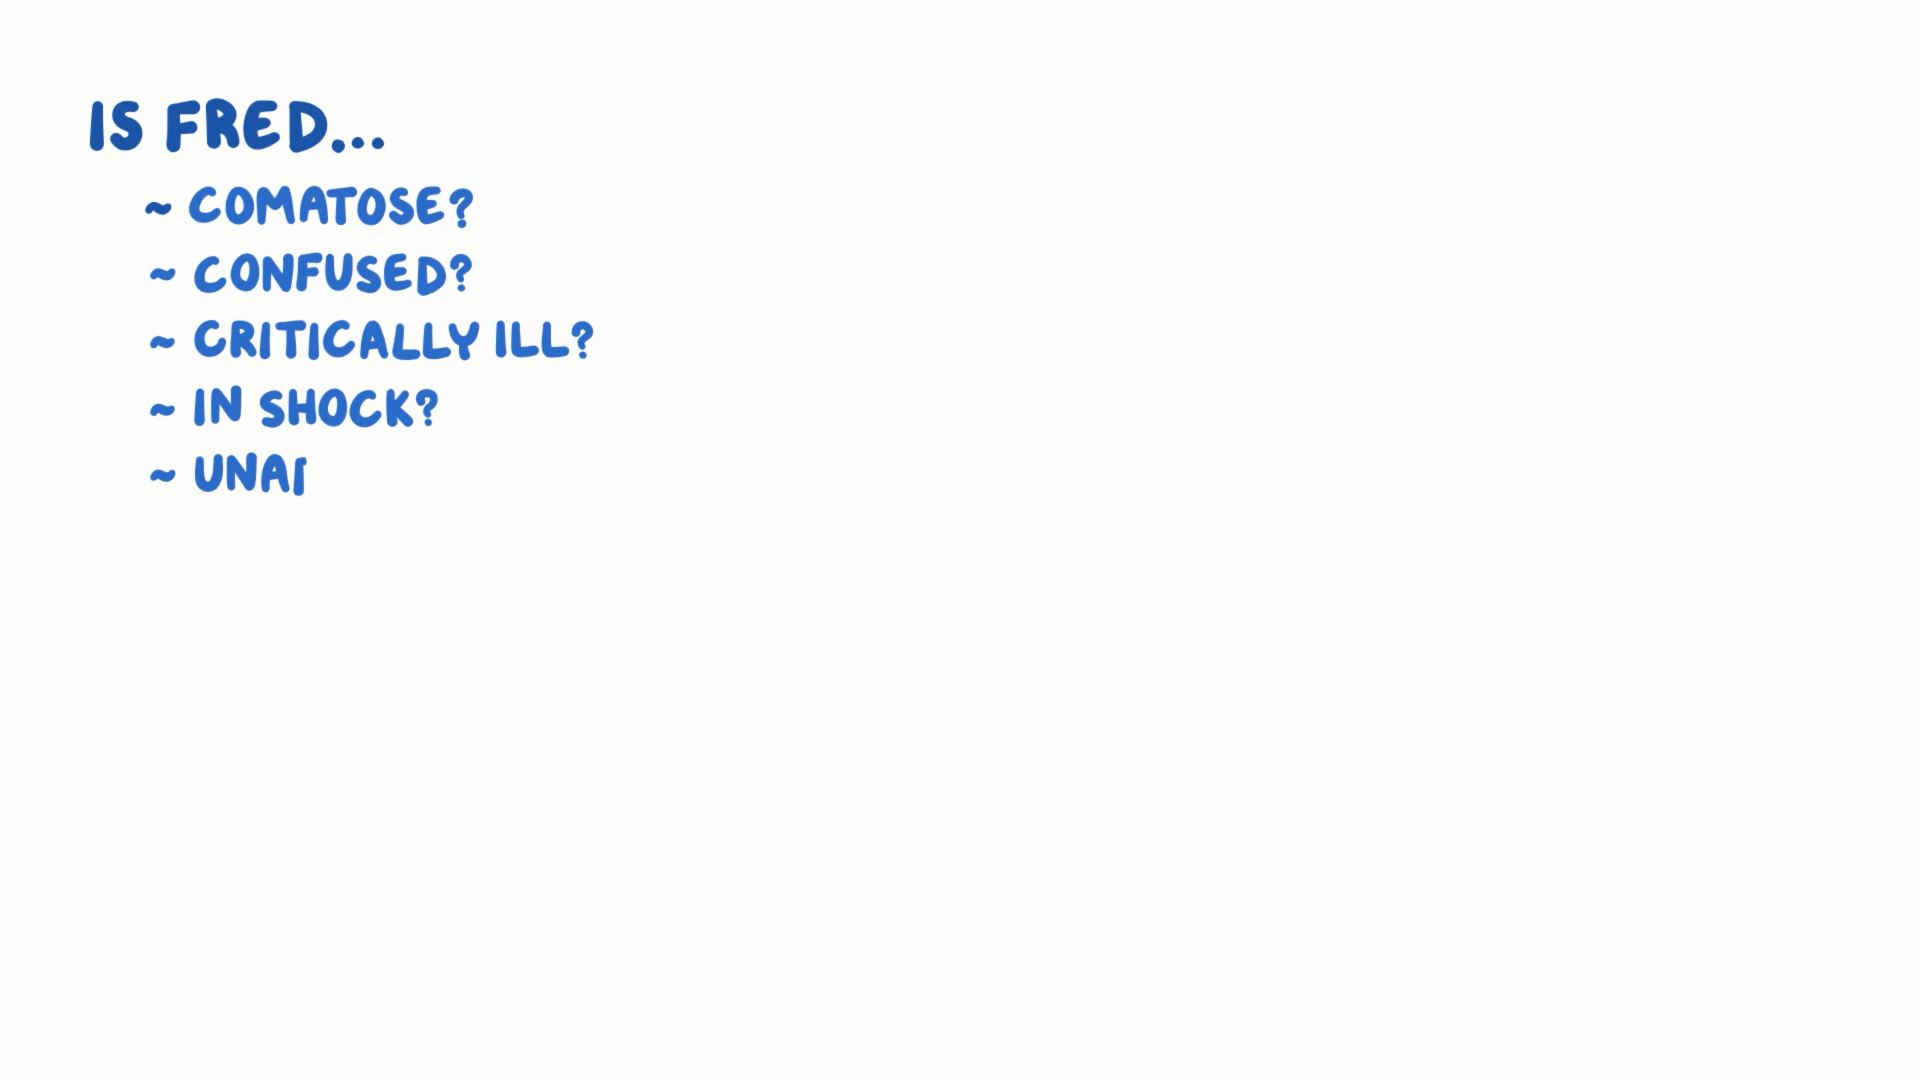 IS FRED...
~ COMATOSE?
~ CONFUSED?
~ CRITICALLY ILL?
~ IN SHOCK?
~ UNA